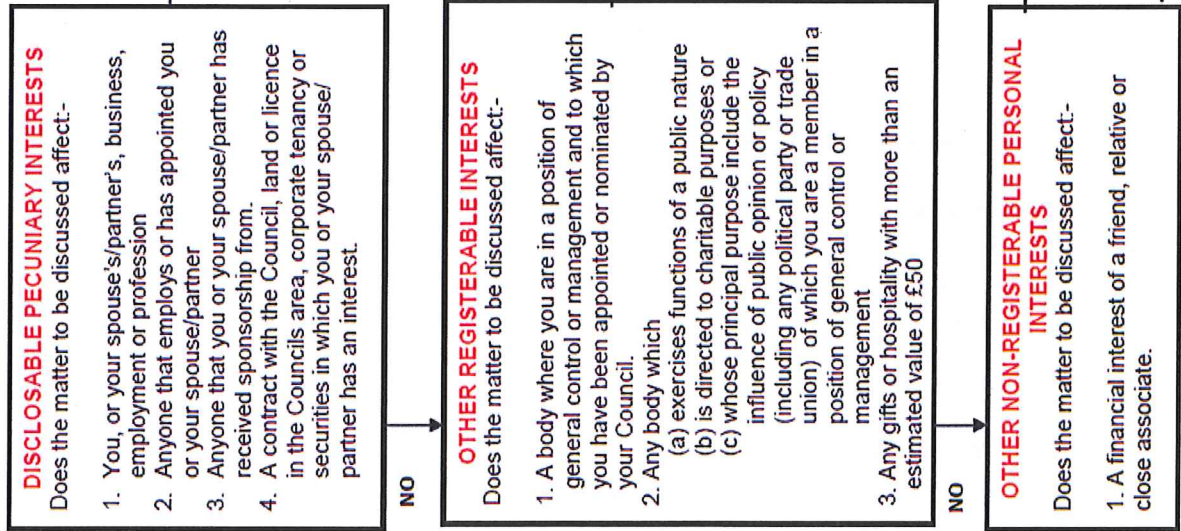 DISCLOSABLE PECUNIARY INTERESTS
Does the matter to be discussed affect:-
1. You, or your spouse's/partner's, business,
employment or profession
2. Anyone that employs or has appointed you
or your spouse/partner
3. Anyone that you or your spouse/partner has
received sponsorship from.
4. A contract with the Council, land or licence
in the Councils area, corporate tenancy or
securities in which you or your spouse/
partner has an interest.
NO
OTHER REGISTERABLE INTERESTS
Does the matter to be discussed affect:-
1. A body where you are in a position of
general control or management and to which
you have been appointed or nominated by
your Council.
2. Any body which
(a) exercises functions of a public nature
(b) is directed to charitable purposes or
(c) whose principal purpose include the
influence of public opinion or policy
(including any political party or trade
union) of which you are a member in a
position of general control or
management
3. Any gifts or hospitality with more than an
estimated value of £50
NO
OTHER NON-REGISTERABLE PERSONAL
INTERESTS
Does the matter to be discussed affect:-
1. A financial interest of a friend, relative or
close associate.